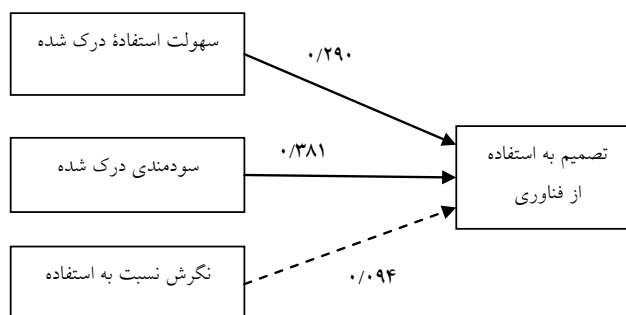 سهولت استفادهٔ درک شده
۰/۲۹۰
سودمندی درک شده
۰/۳۸۱
تصمیم به استفاده
از فناوری
نگرش نسبت به استفاده
۰/۰۹۴